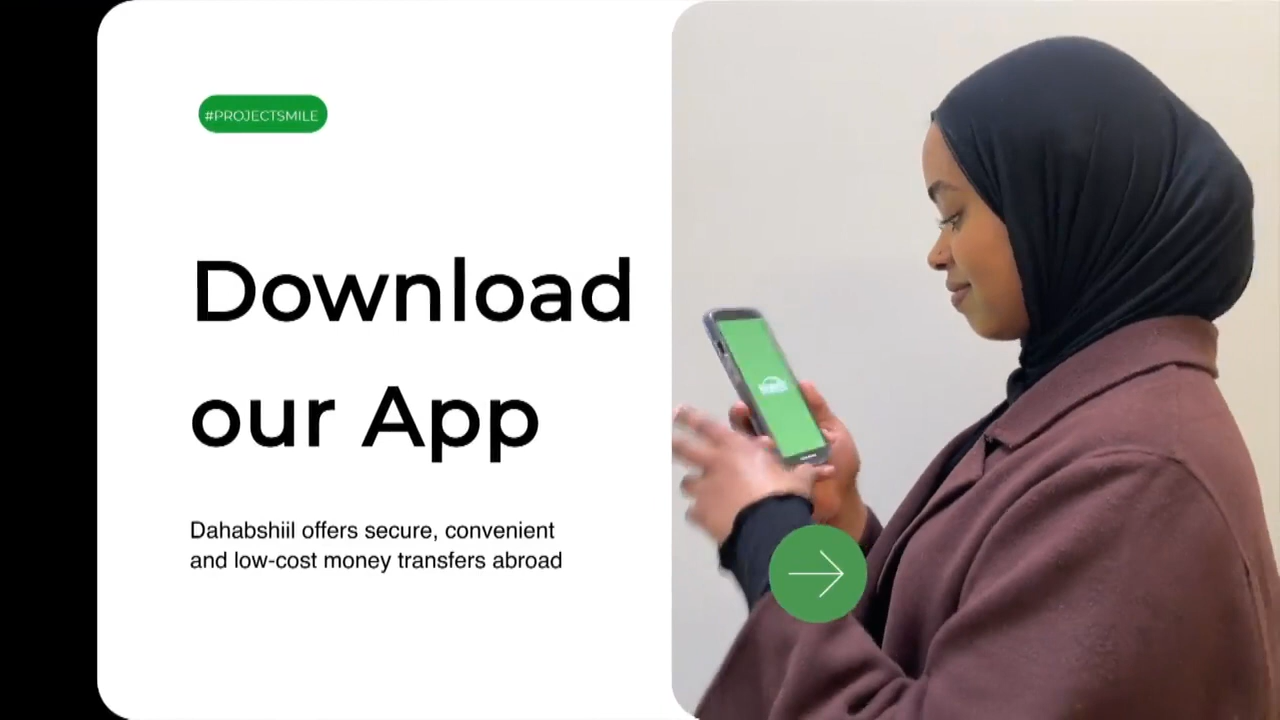 #PROJECTSMILE
Download
our App
Dahabshiil offers secure, convenient
and low-cost money transfers abroad